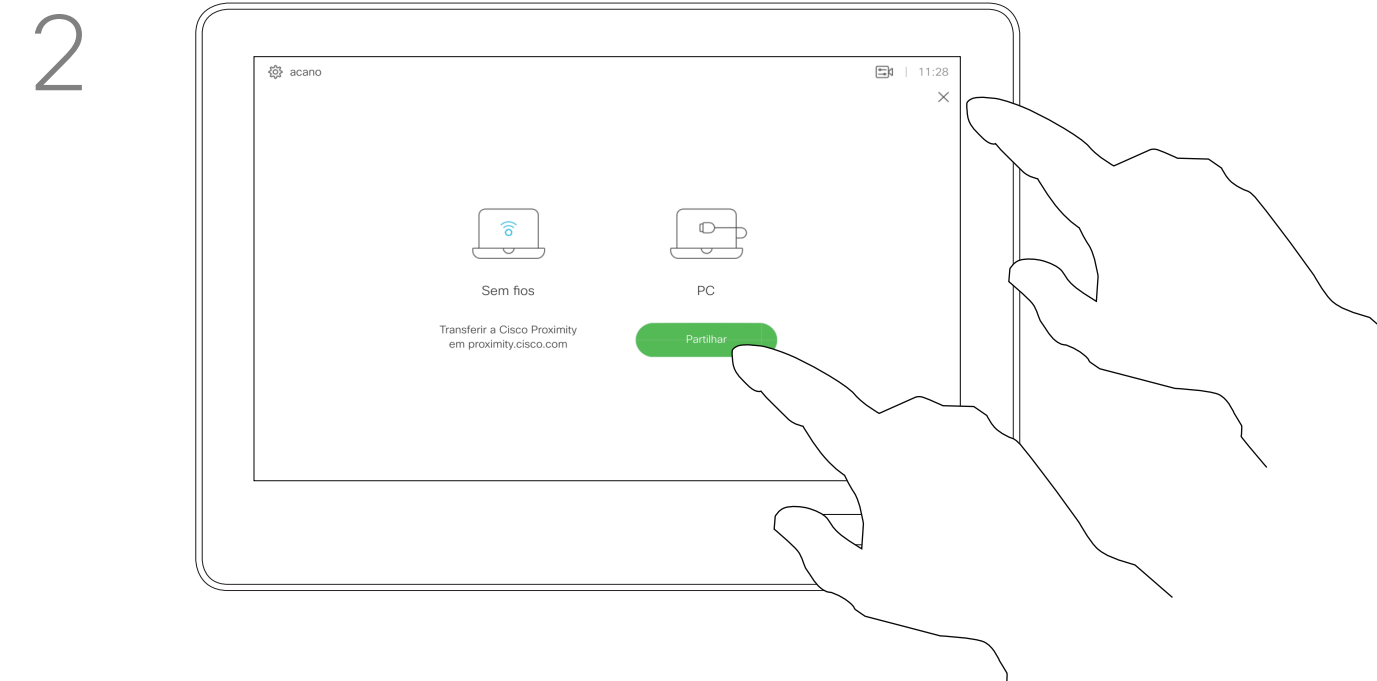 2
acano
11:28
Sem fios
PC
Transferir a Cisco Proximity
em proximity.cisco.com
Partilhar